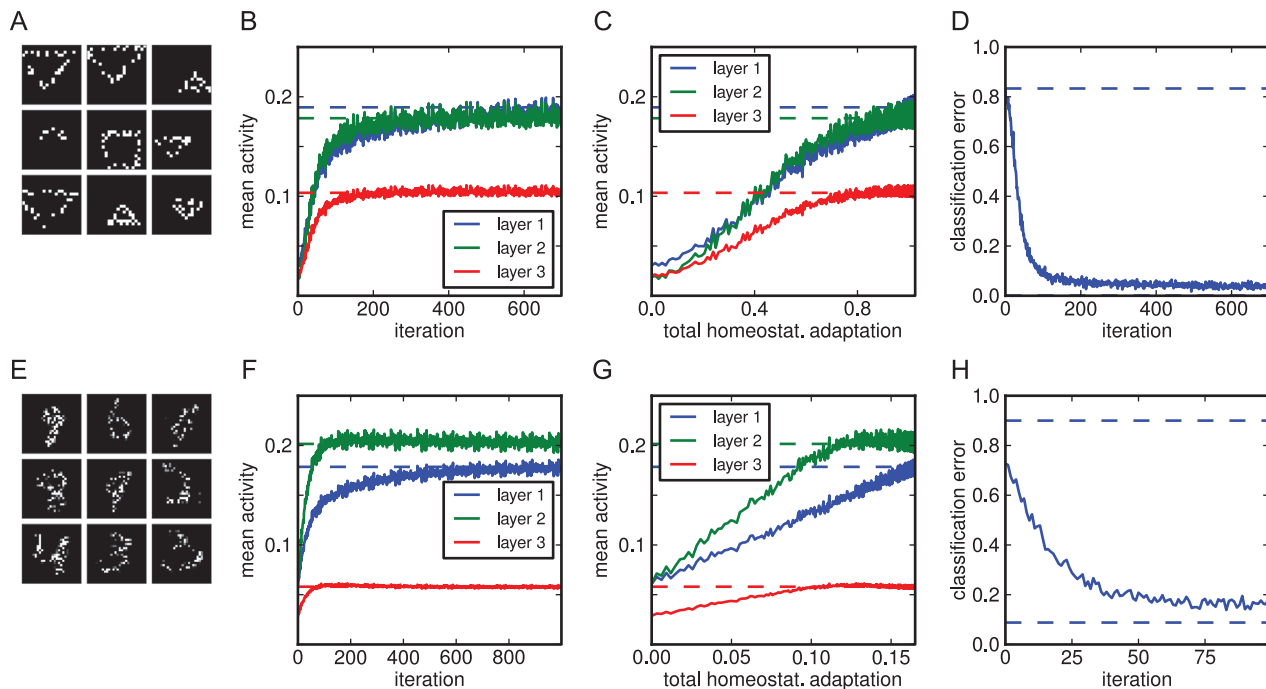 A
B
mean activity
0.2
0.1
0 200 400 600
iteration
layer 1
layer 2
layer 3
C
mean activity
0.2
0.1
0.0 0.4 0.8
total homeostat. adaptation
layer 1
layer 2
layer 3
D
classification error
1.0
0.8
0.6
0.4
0.2
0.0
0 200 400 600
iteration
E
F
mean activity
0.2
0.1
0 200 400 600 800
iteration
layer 1
layer 2
layer 3
G
mean activity
0.2
0.1
0.00 0.05 0.10 0.15
total homeostat. adaptation
layer 1
layer 2
layer 3
H
classification error
1.0
0.8
0.6
0.4
0.2
0.0
0 25 50 75
iteration